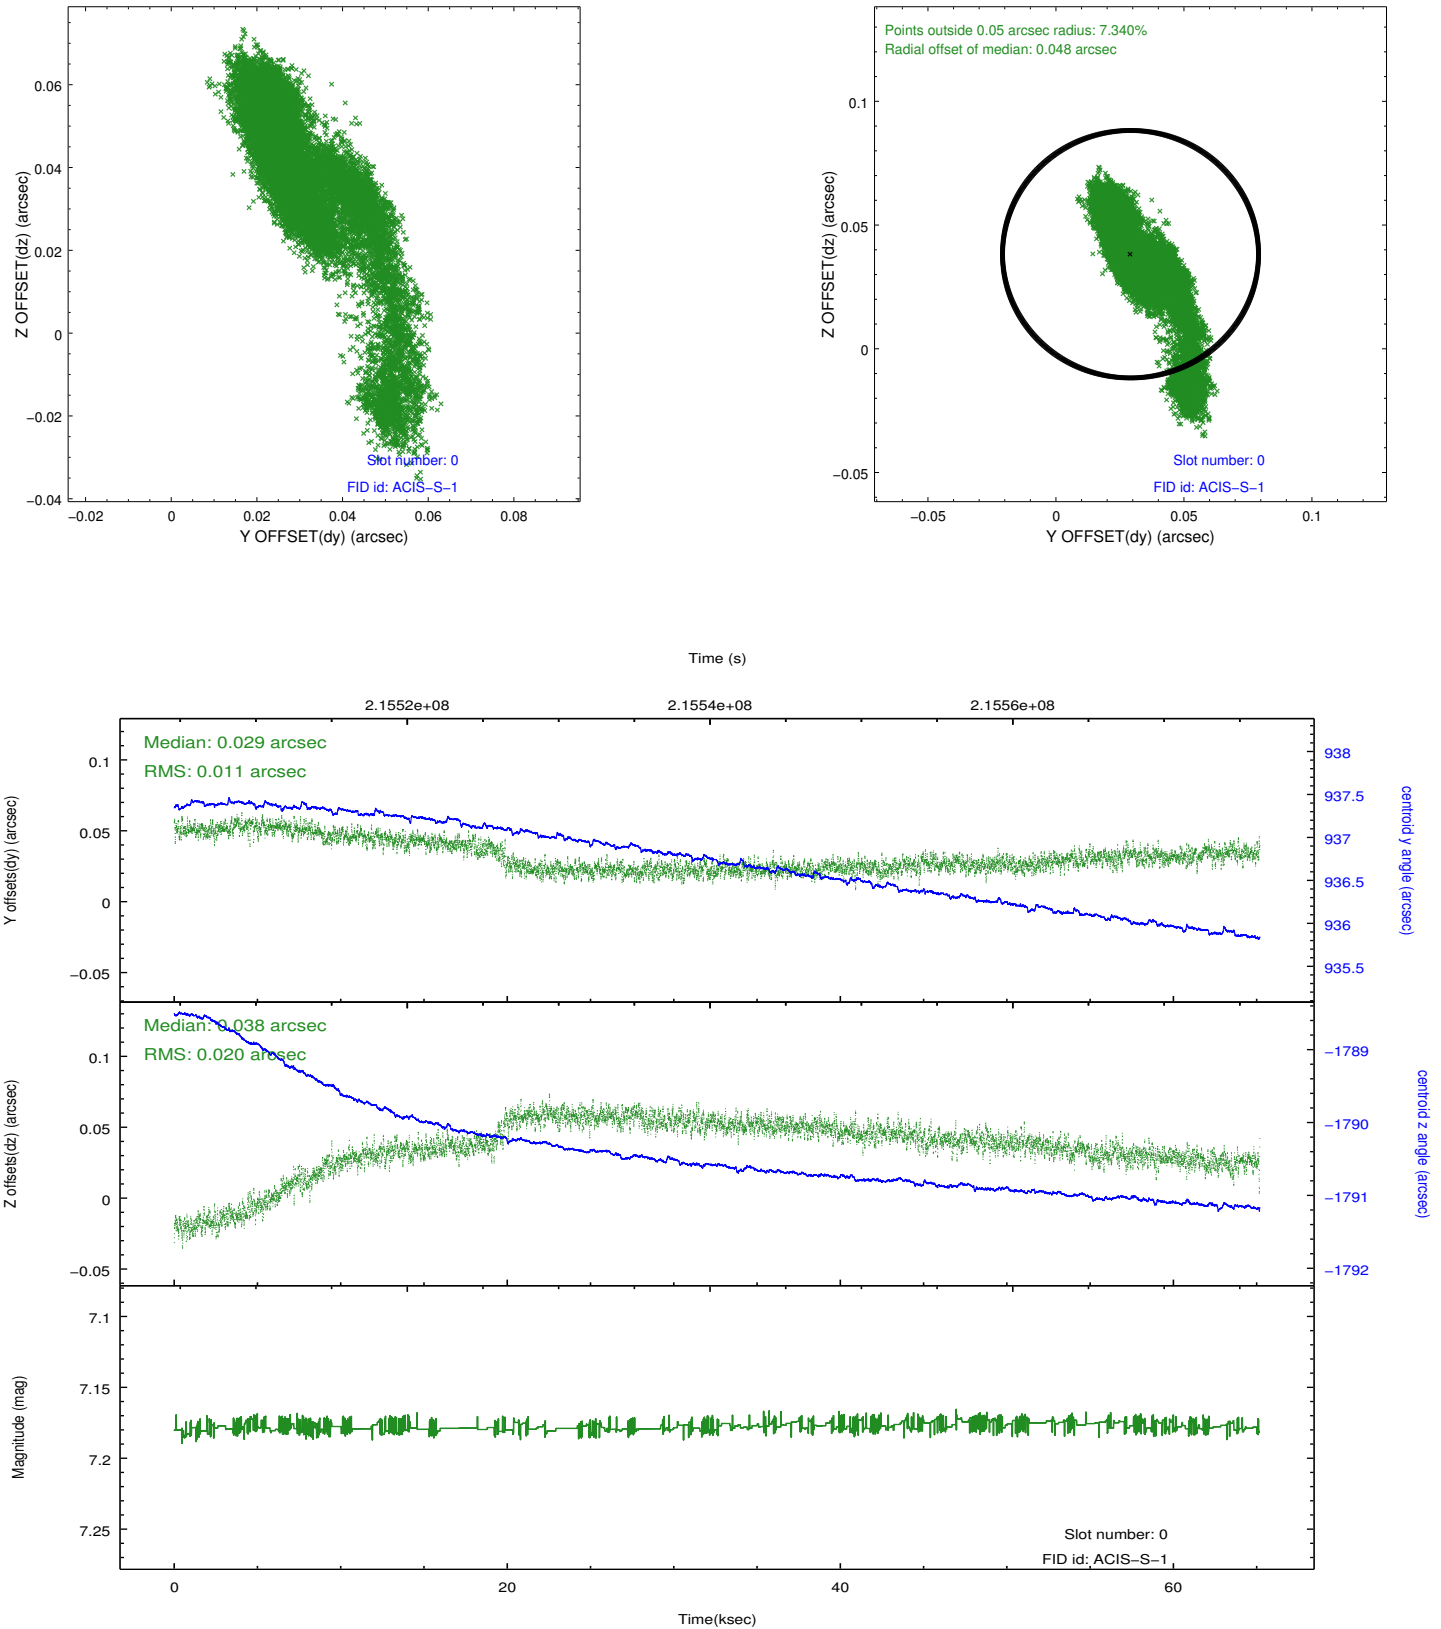 0.06
0.04
0.02
0
−0.02
−0.04
Z OFFSET(dz) (arcsec)
−0.02 0 0.02 0.04 0.06 0.08
Y OFFSET(dy) (arcsec)
Slot number: 0
FID id: ACIS−S−1
Points outside 0.05 arcsec radius: 7.340%
Radial offset of median: 0.048 arcsec
0.1
0.05
0
−0.05
Z OFFSET(dz) (arcsec)
−0.05 0 0.05 0.1
Y OFFSET(dy) (arcsec)
Slot number: 0
FID id: ACIS−S−1
Time (s)
2.1552e+08 2.1554e+08 2.1556e+08
Median: 0.029 arcsec
RMS: 0.011 arcsec
0.1
0.05
0
−0.05
Y offsets(dy) (arcsec)
938
937.5
937
936.5
936
935.5
centroid y angle (arcsec)
Median: 0.038 arcsec
RMS: 0.020 arcsec
0.1
0.05
0
−0.05
Z offsets(dz) (arcsec)
−1789
−1790
−1791
−1792
centroid z angle (arcsec)
7.1
7.15
7.2
7.25
Magnitude (mag)
Slot number: 0
FID id: ACIS−S−1
0 20 40 60
Time(ksec)